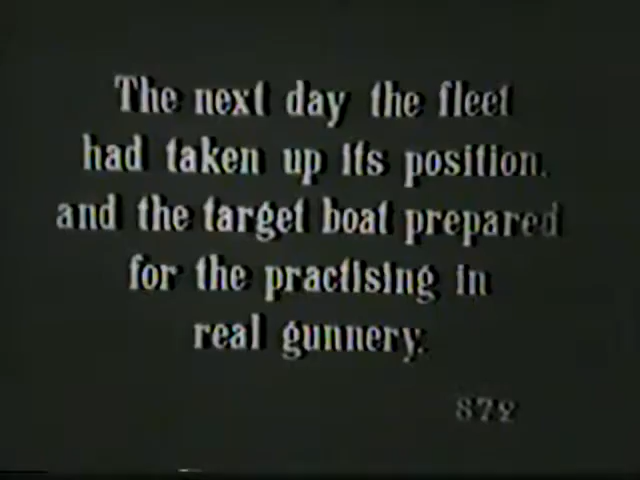 The next day the fleet
had taken up its position.
and the target boat prepared
for the practising in
real gunnery.
872